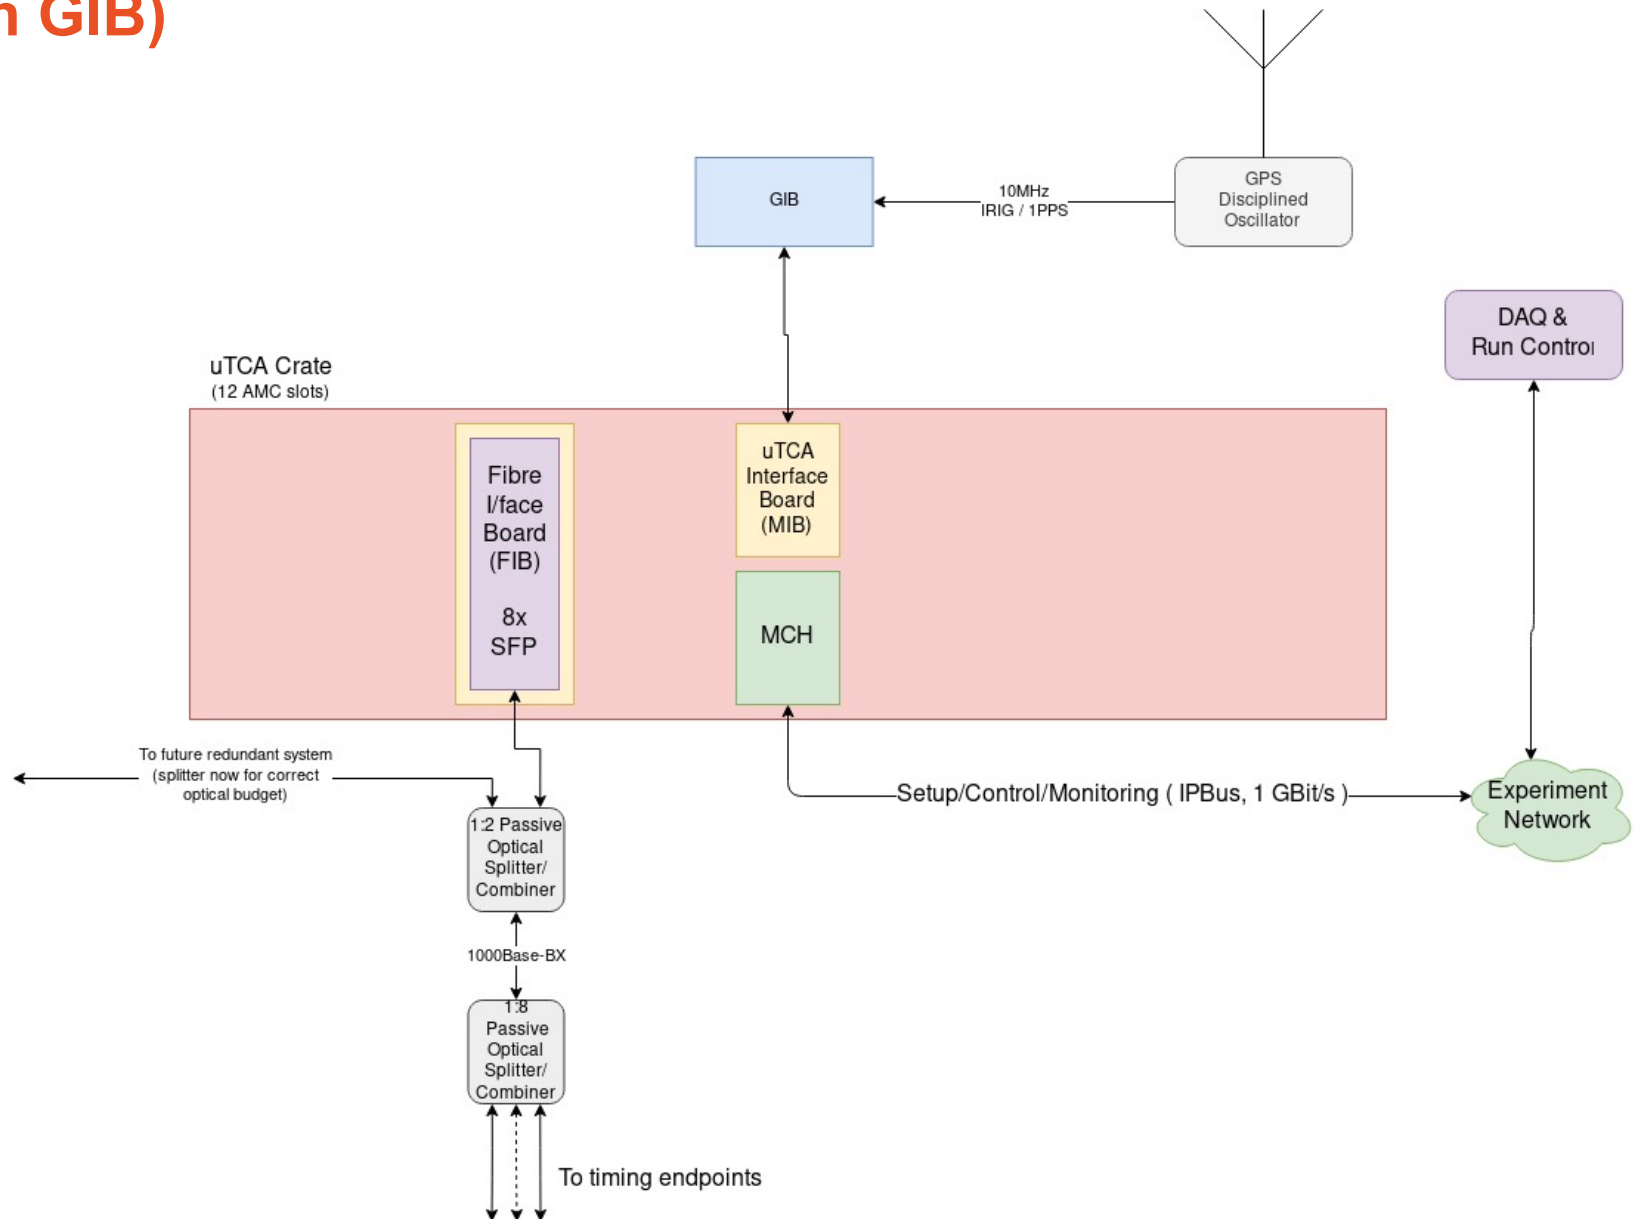 n GIB)
GIB
10MHz
IRIG / 1PPS
GPS
Disciplined
Oscillator
DAQ &
Run Control
uTCA Crate
(12 AMC slots)
Fibre
I/face
Board
(FIB)
8x
SFP
uTCA
Interface
Board
(MIB)
MCH
To future redundant system
(splitter now for correct
optical budget)
Setup/Control/Monitoring ( IPBus, 1 GBit/s )
Experiment
Network
1:2 Passive
Optical
Splitter/
Combiner
1000Base-BX
1:8
Passive
Optical
Splitter/
Combiner
To timing endpoints